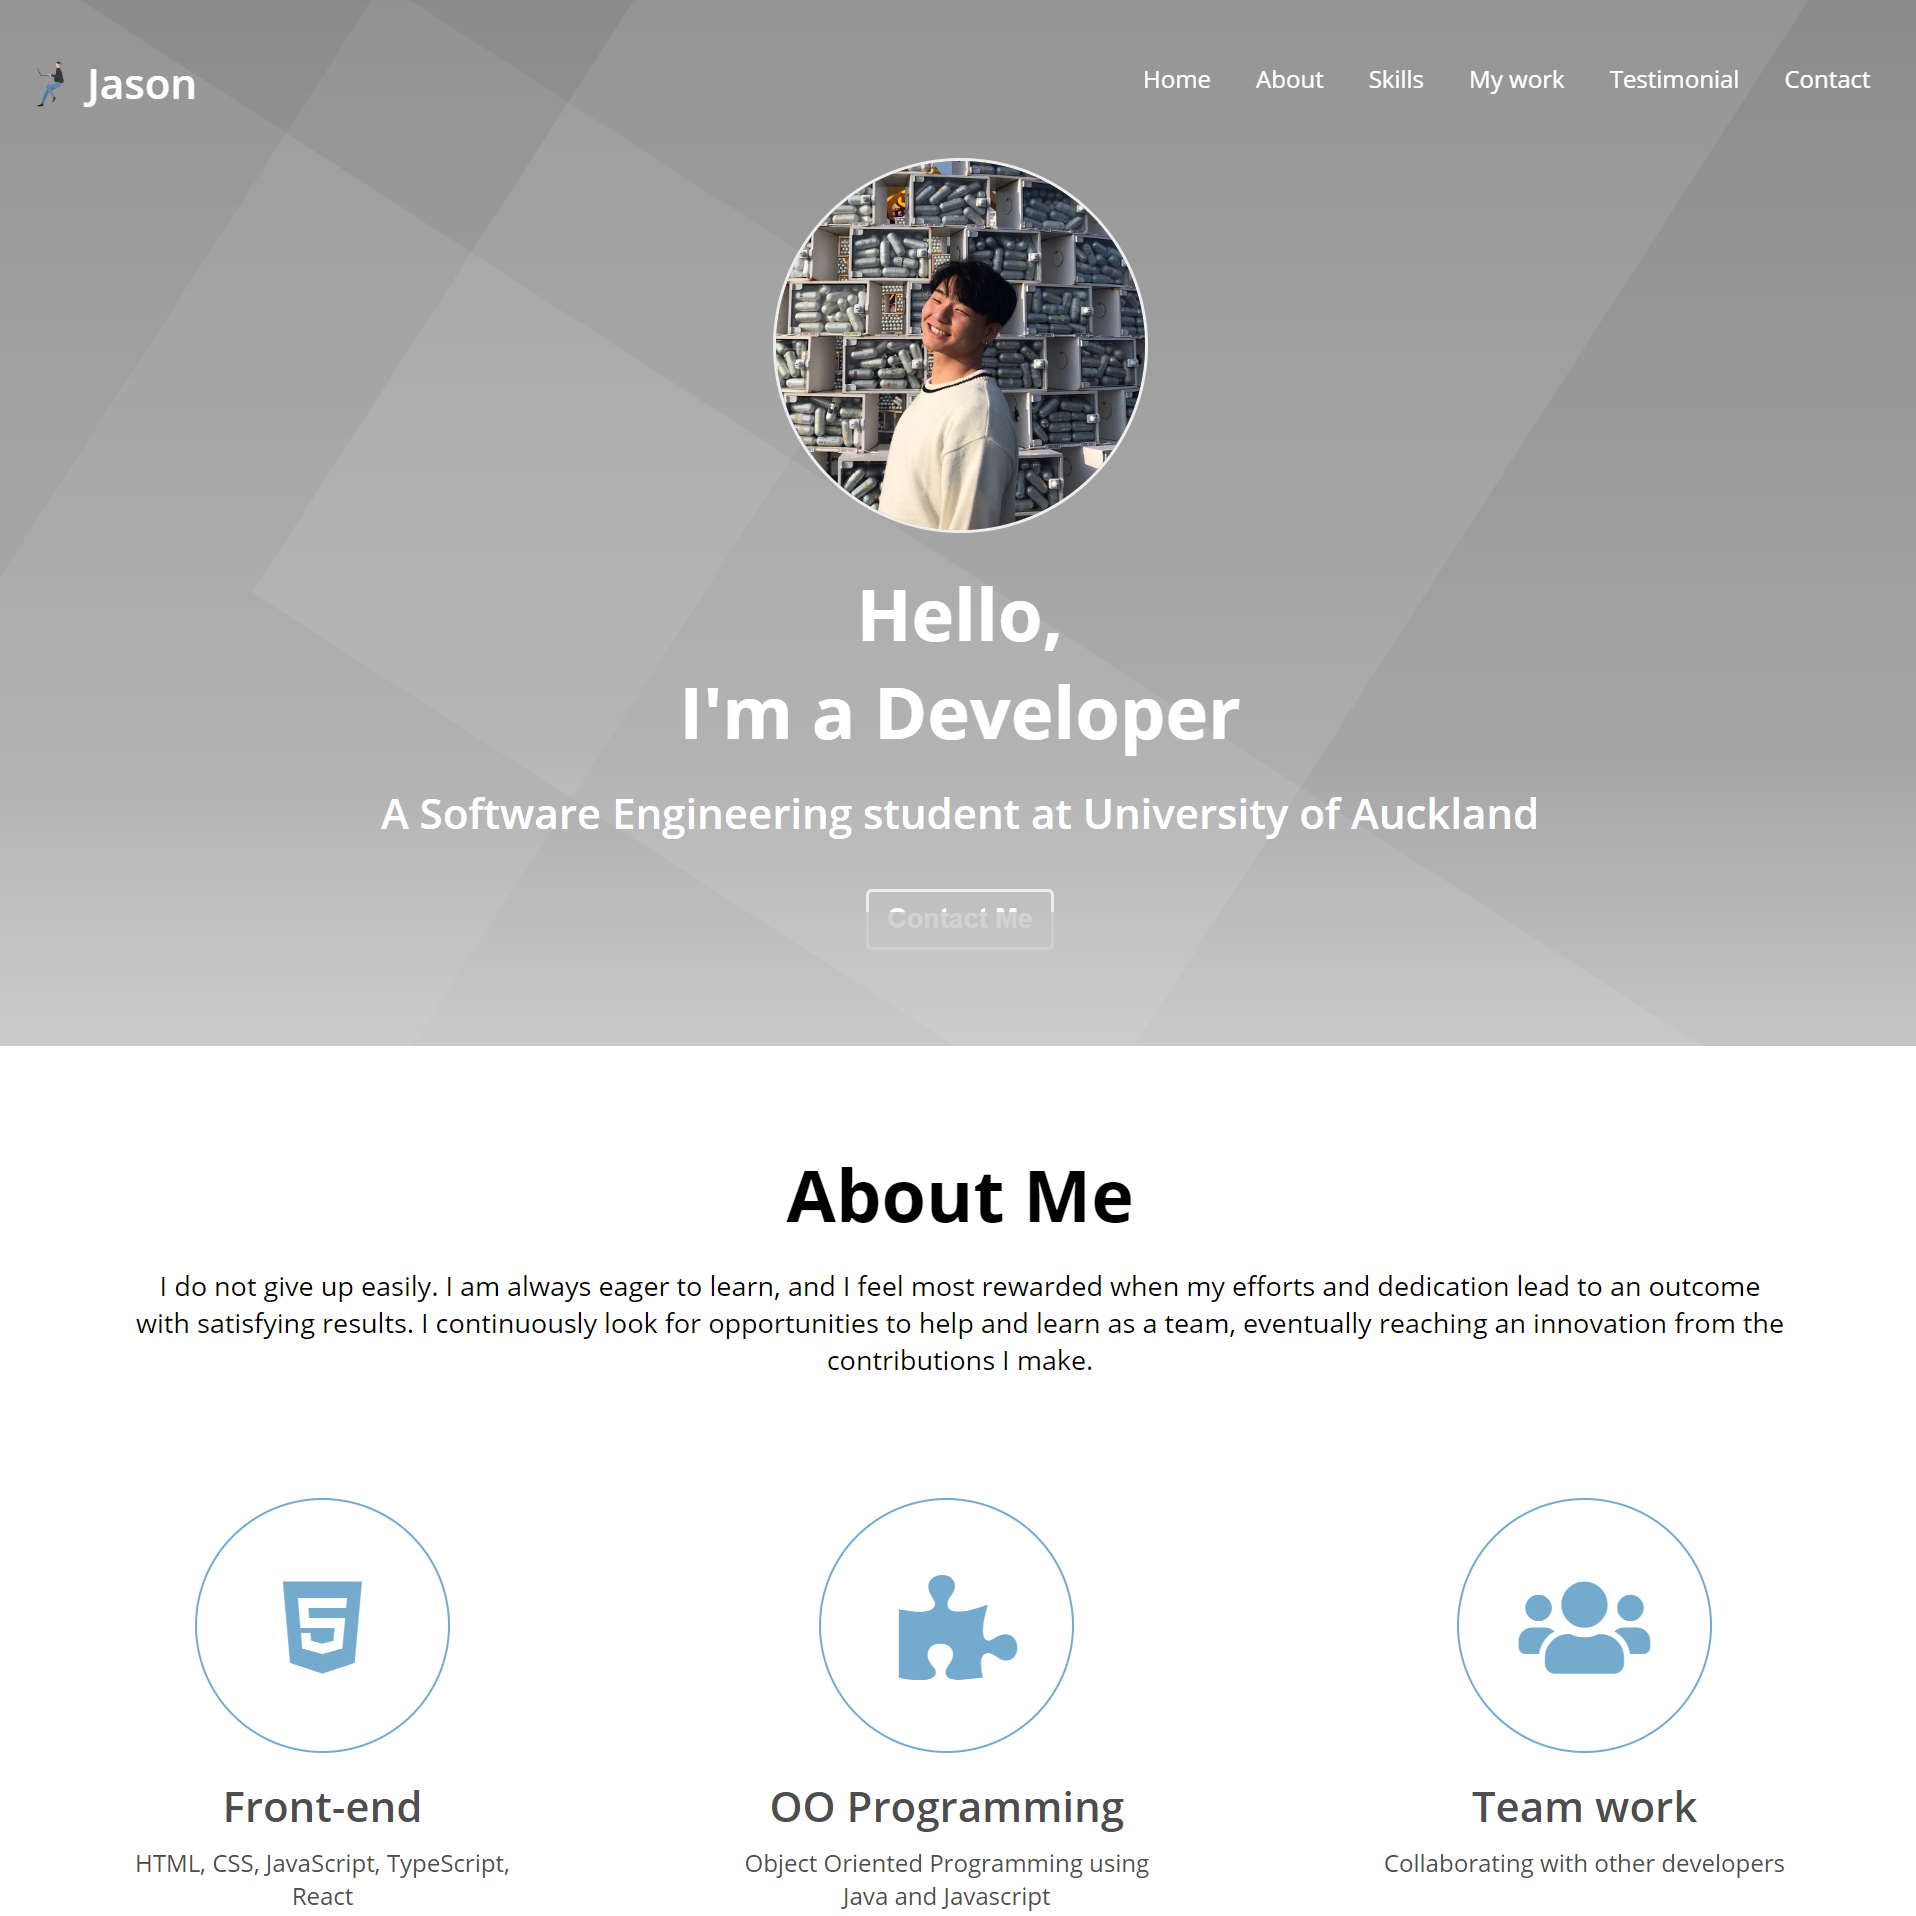 Jason
Home About Skills My work Testimonial Contact
Hello,
I'm a Developer
A Software Engineering student at University of Auckland
Contact Me
About Me
I do not give up easily. I am always eager to learn, and I feel most rewarded when my efforts and dedication lead to an outcome
with satisfying results. I continuously look for opportunities to help and learn as a team, eventually reaching an innovation from the
contributions I make.
Front-end
HTML, CSS, JavaScript, TypeScript,
React
OO Programming
Object Oriented Programming using
Java and Javascript
Team work
Collaborating with other developers